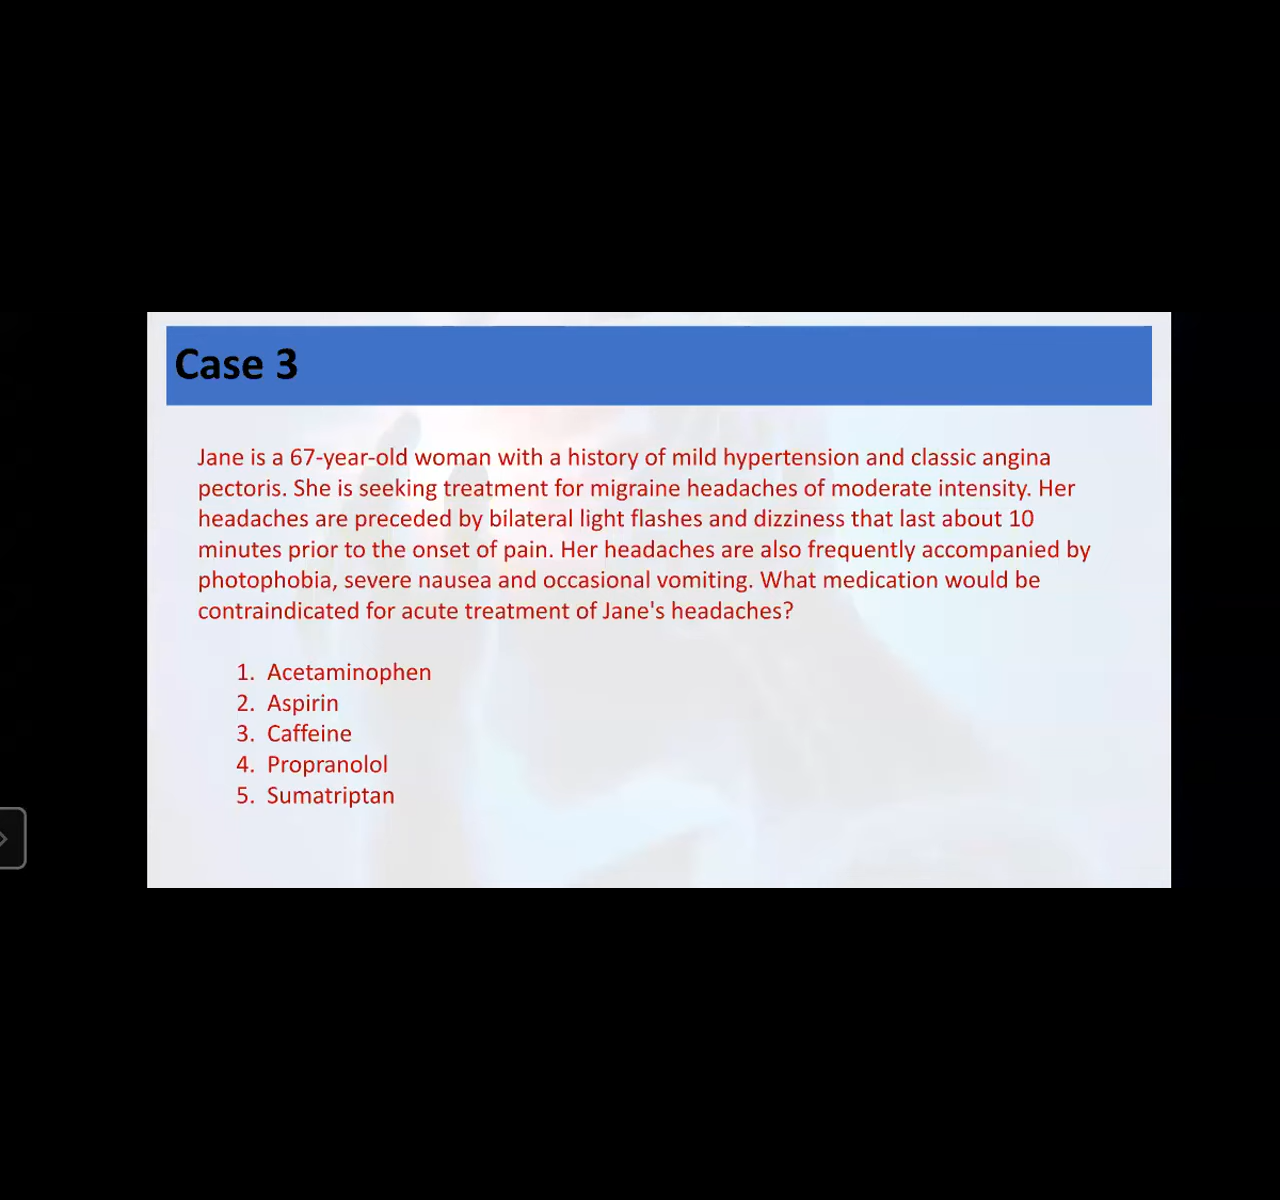 Case 3
Jane is a 67-year-old woman with a history of mild hypertension and classic angina
pectoris. She is seeking treatment for migraine headaches of moderate intensity. Her
headaches are preceded by bilateral light flashes and dizziness that last about 10
minutes prior to the onset of pain. Her headaches are also frequently accompanied by
photophobia, severe nausea and occasional vomiting. What medication would be
contraindicated for acute treatment of Jane's headaches?
1. Acetaminophen
2. Aspirin
3. Caffeine
4. Propranolol
5. Sumatriptan